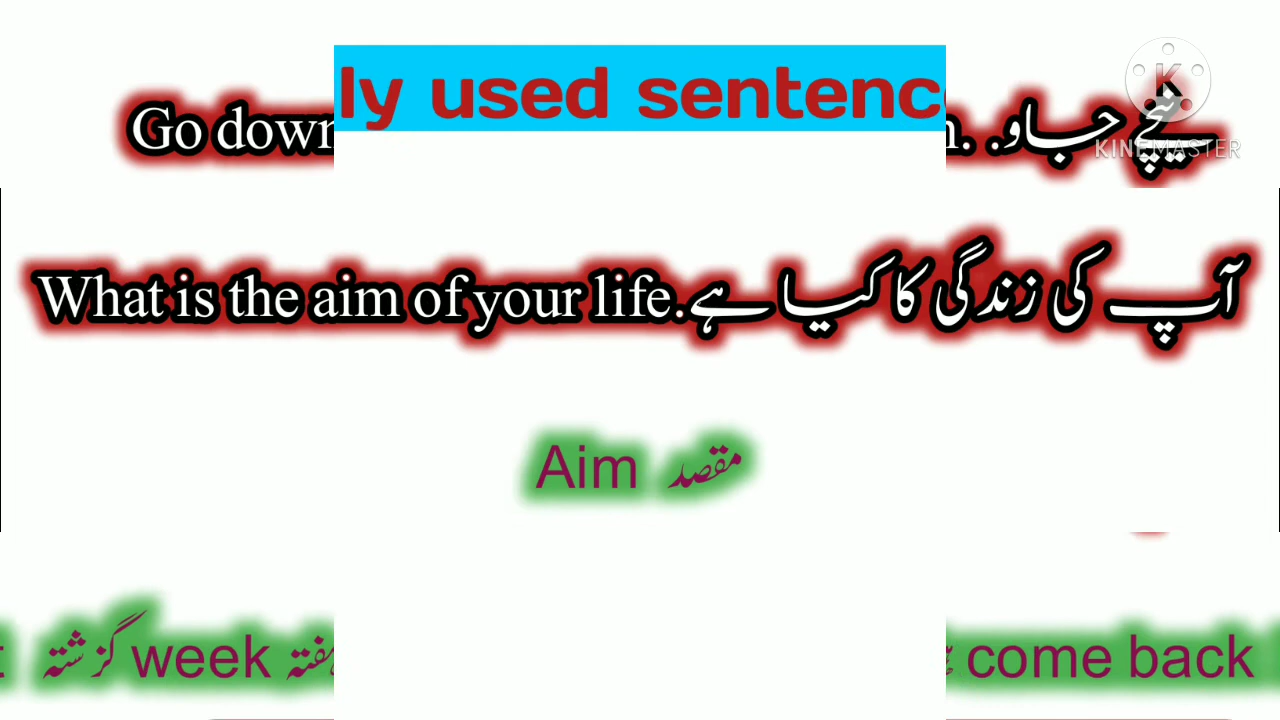 ly used sentenc
Go down نیچے جاو.
KINEMASTER
What is the aim of your life.آپ کی زندگی کا کیا ہے
Aim مقصد
گزشتہ week ہفتہ come back